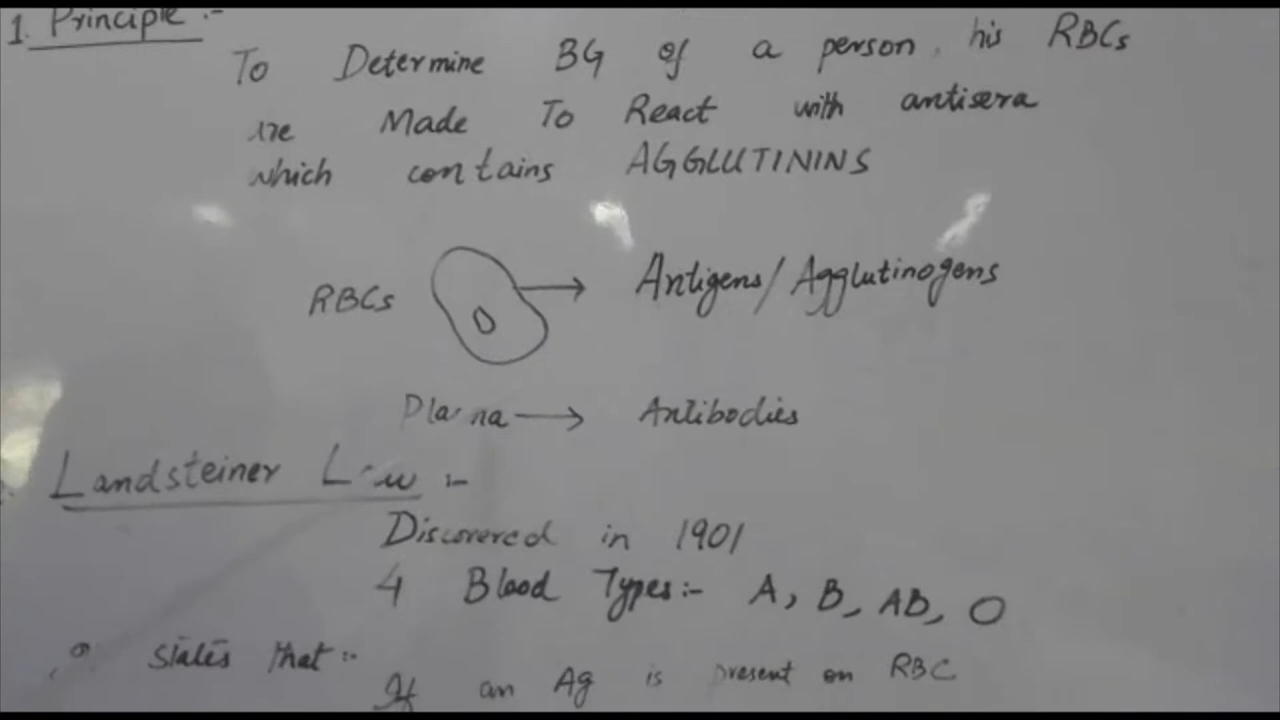 1. Principle :-
To Determine BG of a person, his RBCs
are Made To React with antisera
which contains AGGLUTININS
RBCs → Antigens/Agglutinogens
Plasma → Antibodies
Landsteiner Law :-
Discovered in 1901
4 Blood Types:- A, B, AB, O
states that :-
If an Ag is present on RBC